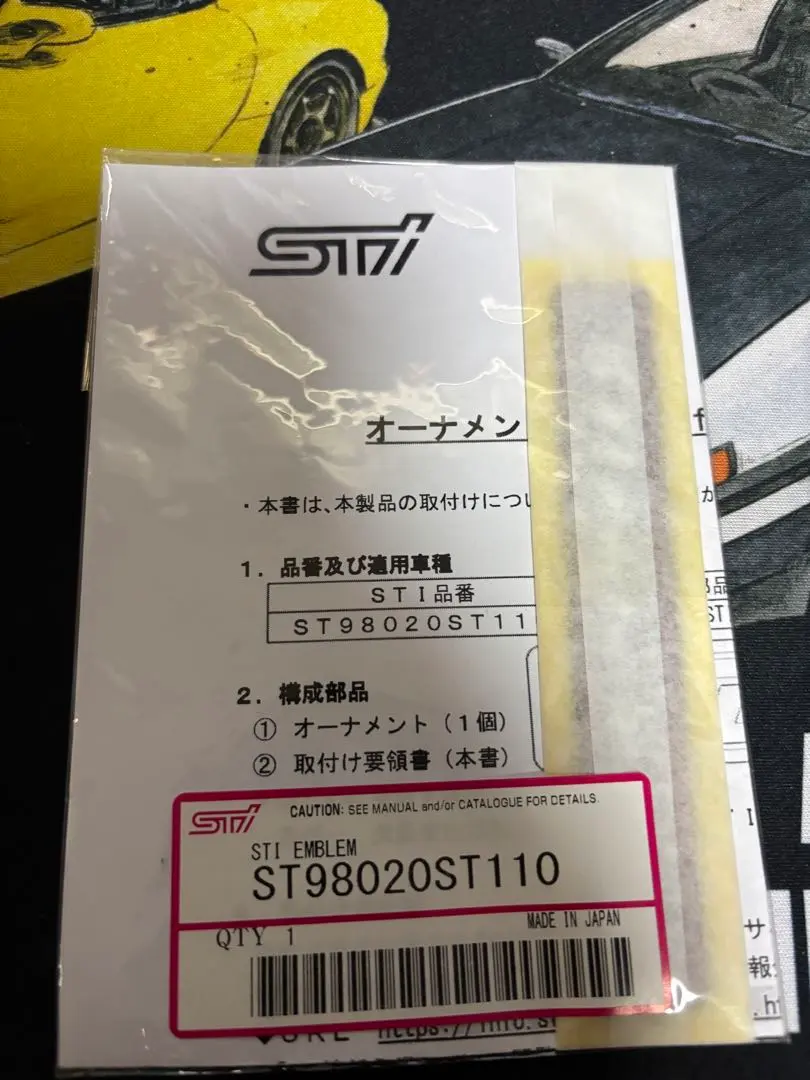 STI
オーナメン
・本書は、本製品の取付けについ
1. 品番及び適用車種
STI品番
ST98020ST11
2. 構成部品
① オーナメント(1個)
② 取付け要領書(本書)
STI
CAUTION: SEE MANUAL and/or CATALOGUE FOR DETAILS.
STI EMBLEM
ST98020ST110
QTY 1
MADE IN JAPAN